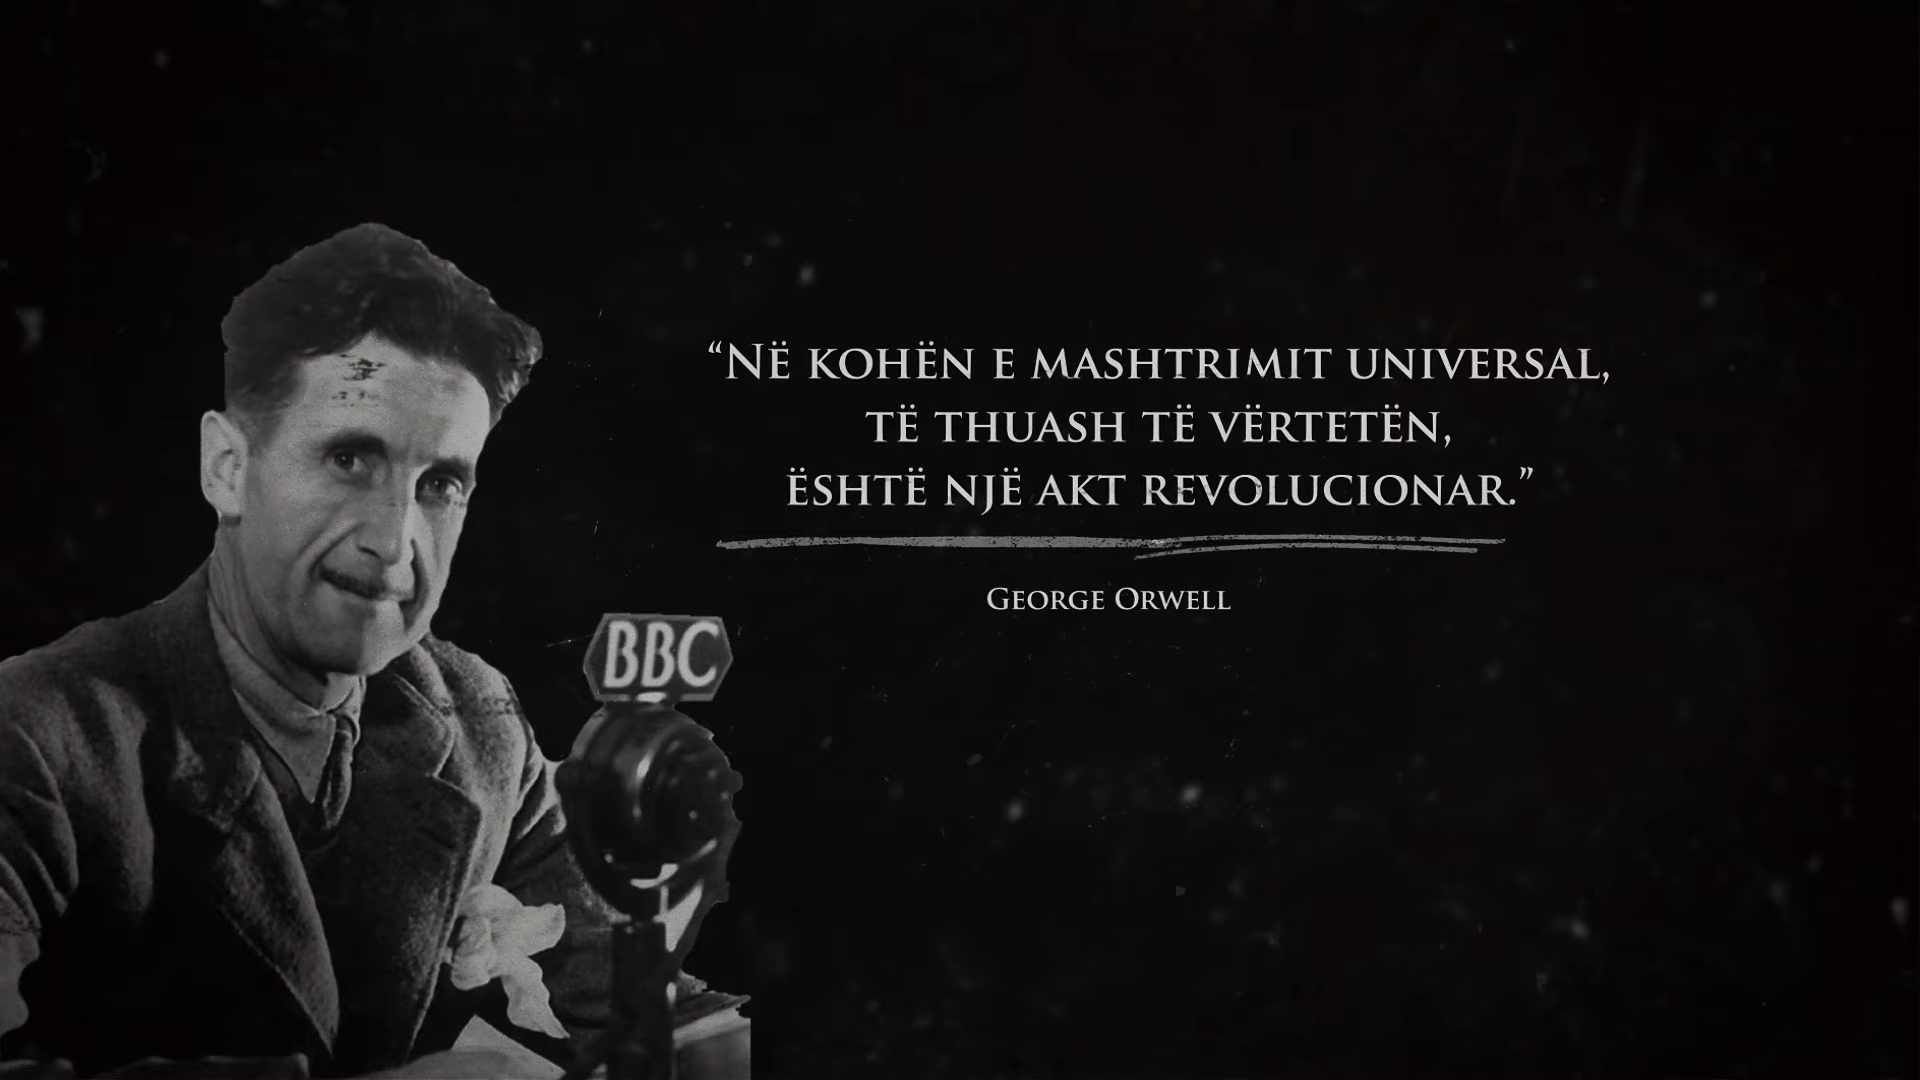 “Në kohën e mashtrimit universal,
të thuash të vërtetën,
është një akt revolucionar.”
George Orwell
BBC